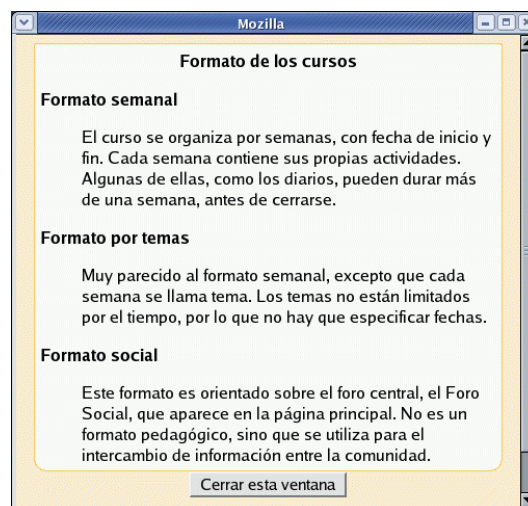 Mozilla
Formato de los cursos
Formato semanal
El curso se organiza por semanas, con fecha de inicio y
fin. Cada semana contiene sus propias actividades.
Algunas de ellas, como los diarios, pueden durar más
de una semana, antes de cerrarse.
Formato por temas
Muy parecido al formato semanal, excepto que cada
semana se llama tema. Los temas no están limitados
por el tiempo, por lo que no hay que especificar fechas.
Formato social
Este formato es orientado sobre el foro central, el Foro
Social, que aparece en la página principal. No es un
formato pedagógico, sino que se utiliza para el
intercambio de información entre la comunidad.
Cerrar esta ventana